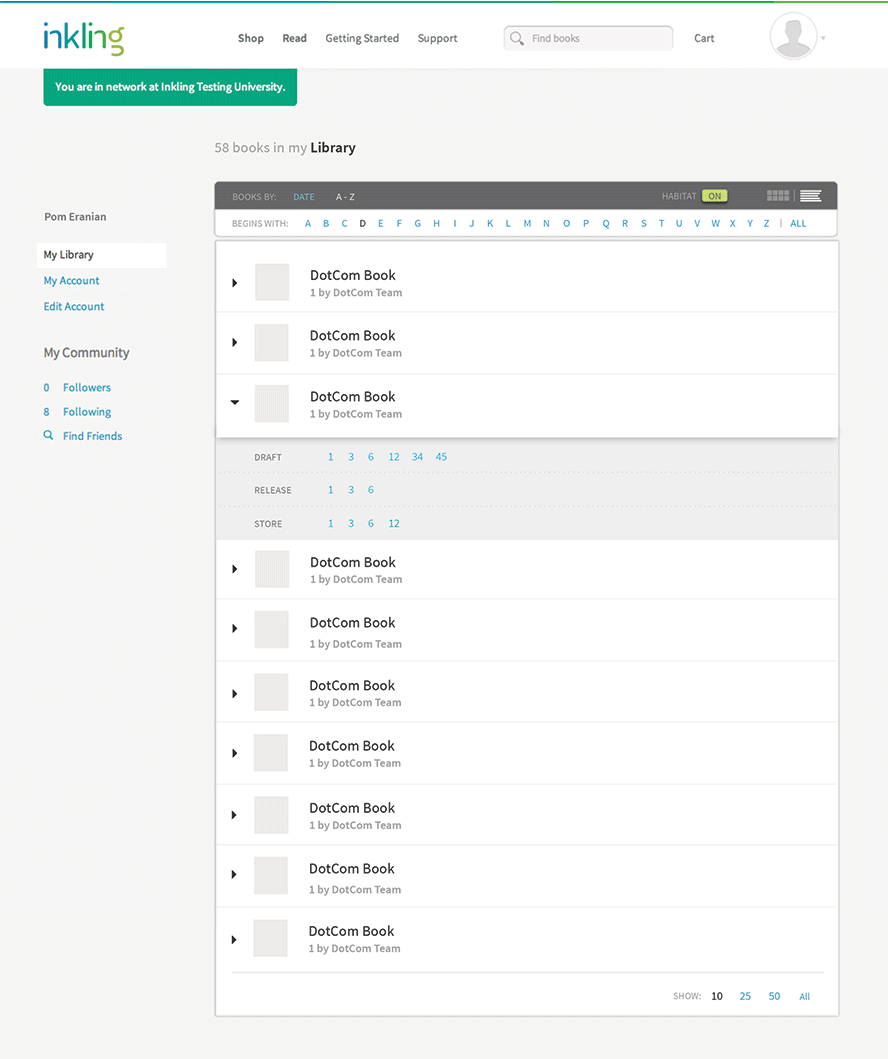 inkling
Shop Read Getting Started Support Find books Cart
You are in network at Inkling Testing University.
58 books in my Library
BOOKS BY: DATE A - Z HABITAT ON
BEGINS WITH: A B C D E F G H I J K L M N O P Q R S T U V W X Y Z | ALL
Pom Eranian
My Library
My Account
Edit Account
My Community
0 Followers
8 Following
Find Friends
DotCom Book
1 by DotCom Team
DotCom Book
1 by DotCom Team
DotCom Book
1 by DotCom Team
DRAFT 1 3 6 12 34 45
RELEASE 1 3 6
STORE 1 3 6 12
DotCom Book
1 by DotCom Team
DotCom Book
1 by DotCom Team
DotCom Book
1 by DotCom Team
DotCom Book
1 by DotCom Team
DotCom Book
1 by DotCom Team
DotCom Book
1 by DotCom Team
DotCom Book
1 by DotCom Team
SHOW: 10 25 50 All